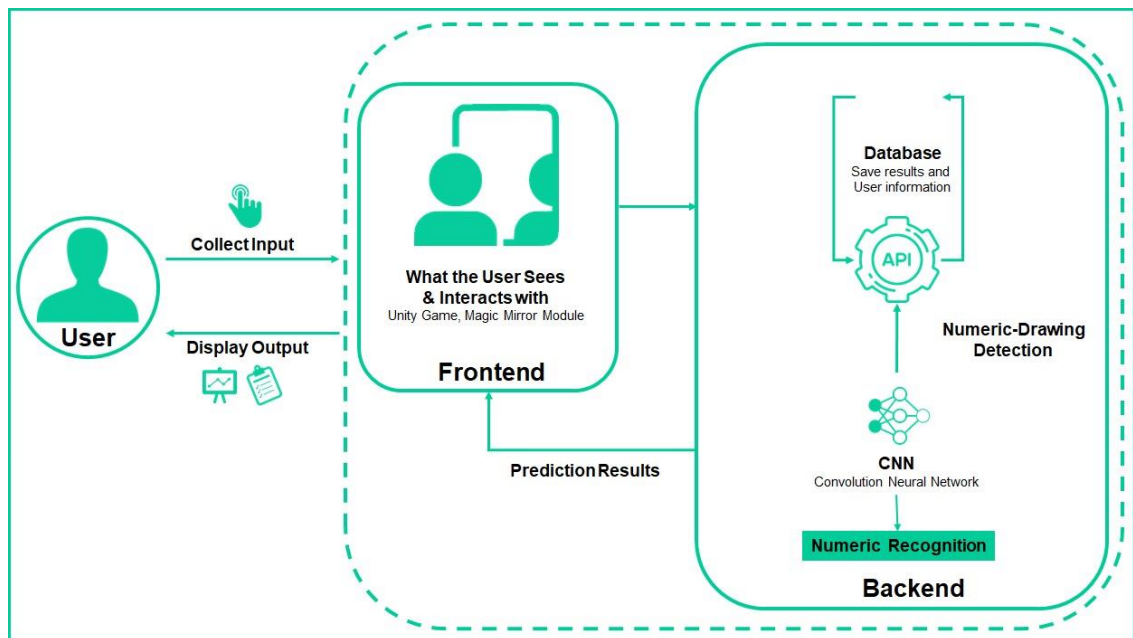 Collect Input
User
Display Output
What the User Sees
& Interacts with
Unity Game, Magic Mirror Module
Frontend
Prediction Results
Database
Save results and
User information
API
Numeric-Drawing
Detection
CNN
Convolution Neural Network
Numeric Recognition
Backend